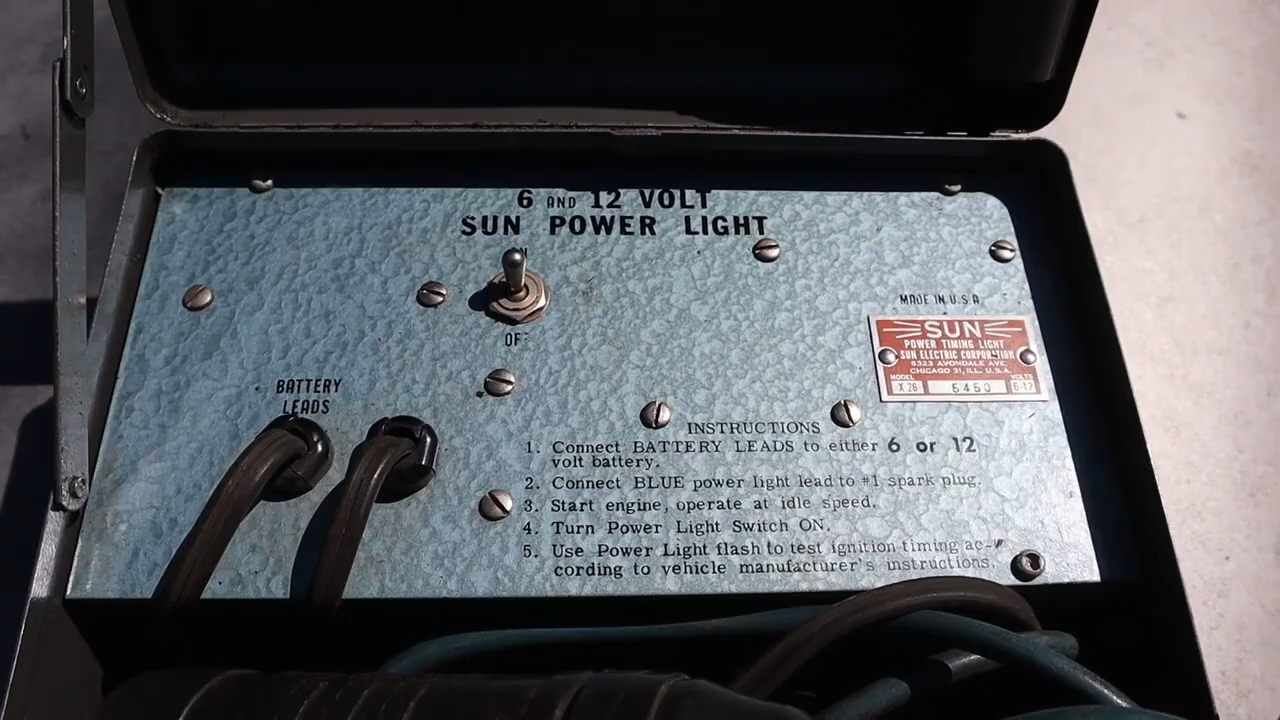 6 AND 12 VOLT
SUN POWER LIGHT
ON
OFF
MADE IN U.S.A.
SUN
POWER TIMING LIGHT
SUN ELECTRIC CORPORATION
6323 AVONDALE AVE
CHICAGO 31, ILL. U.S.A.
MODEL VOLTS
X 26 5450 6-12
BATTERY
LEADS
INSTRUCTIONS
1. Connect BATTERY LEADS to either 6 or 12
volt battery.
2. Connect BLUE power light lead to #1 spark plug.
3. Start engine, operate at idle speed.
4. Turn Power Light Switch ON.
5. Use Power Light flash to test ignition timing ac-
cording to vehicle manufacturer's instructions.